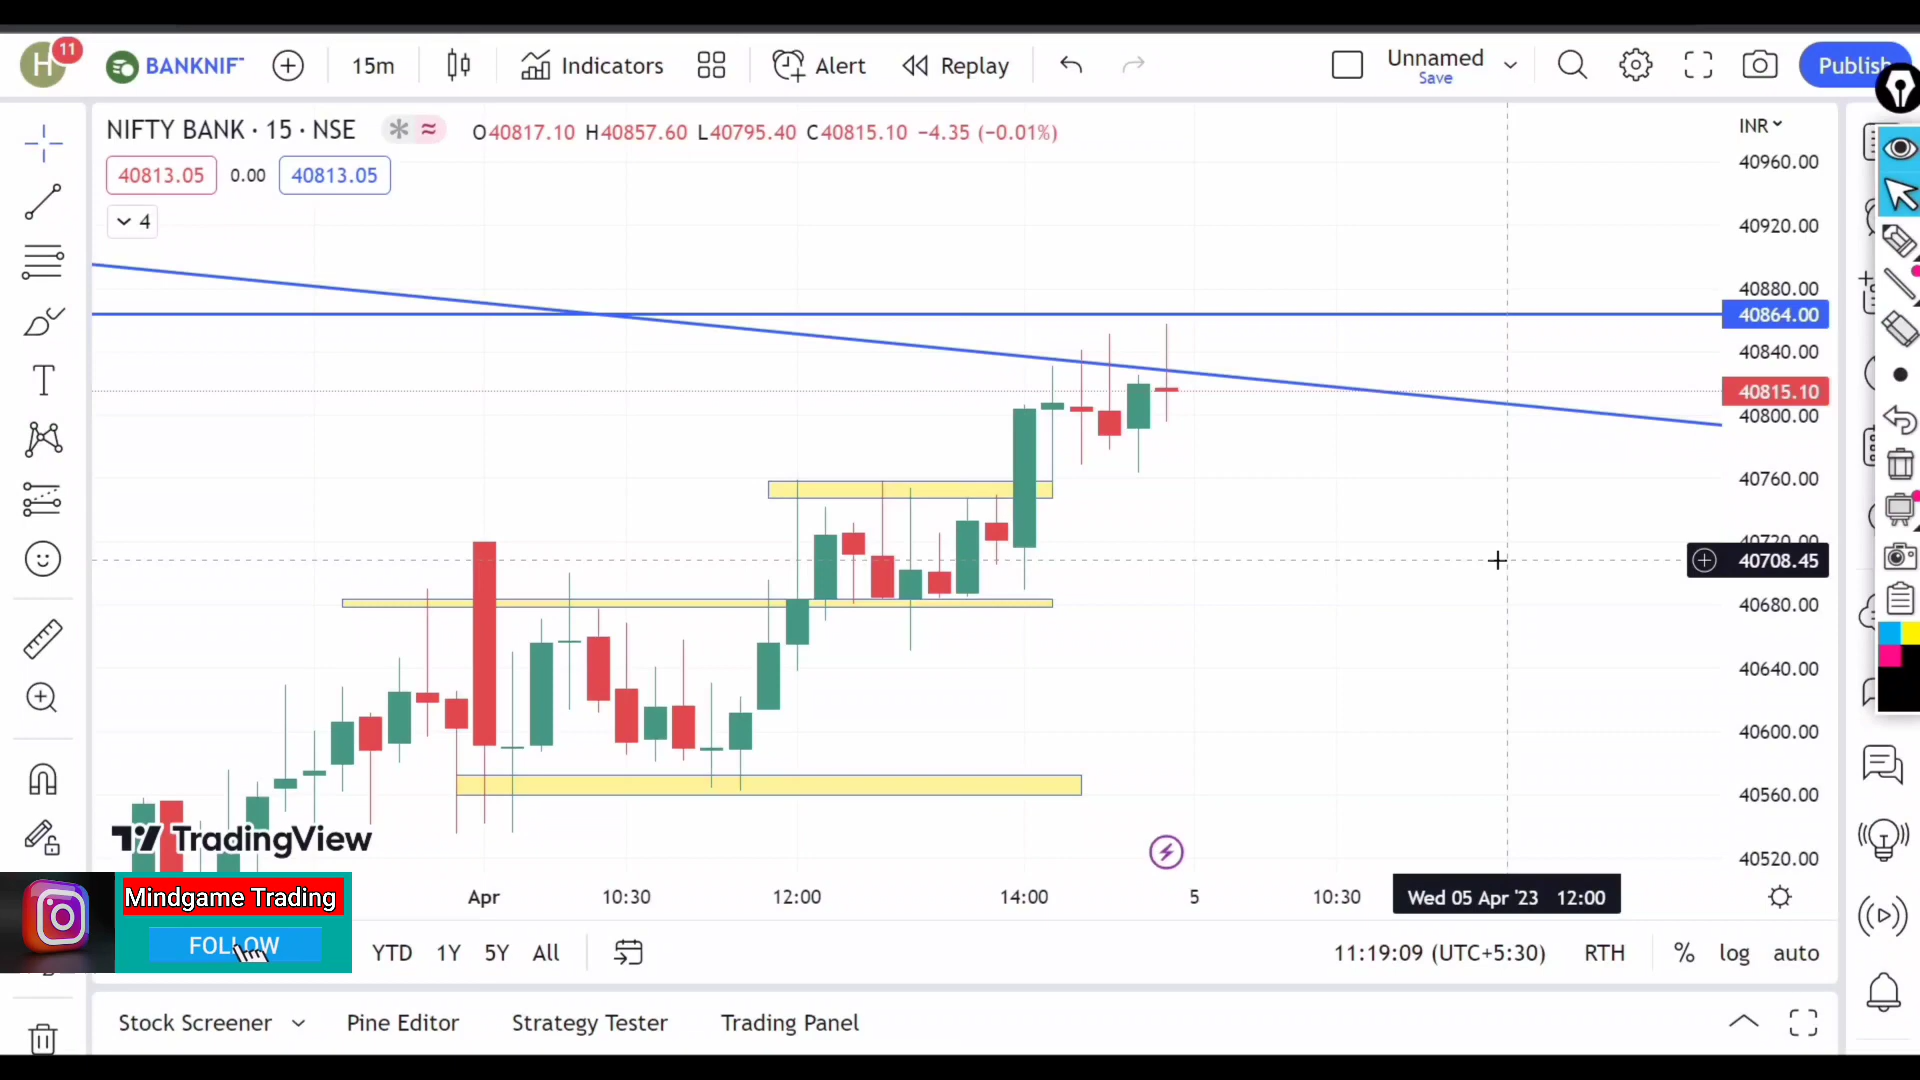 H 11 BANKNIF 15m Indicators Alert Replay Unnamed Save Publish
NIFTY BANK · 15 · NSE O40817.10 H40857.60 L40795.40 C40815.10 −4.35 (−0.01%)
INR
40813.05 0.00 40813.05
4
40960.00
40920.00
40880.00
40864.00
40840.00
40815.10
40800.00
40760.00
40720.00
40708.45
40680.00
40640.00
40600.00
40560.00
40520.00
TradingView
Apr 10:30 12:00 14:00 5 10:30 Wed 05 Apr '23 12:00
Mindgame Trading
FOLLOW
YTD 1Y 5Y All 11:19:09 (UTC+5:30) RTH % log auto
Stock Screener Pine Editor Strategy Tester Trading Panel